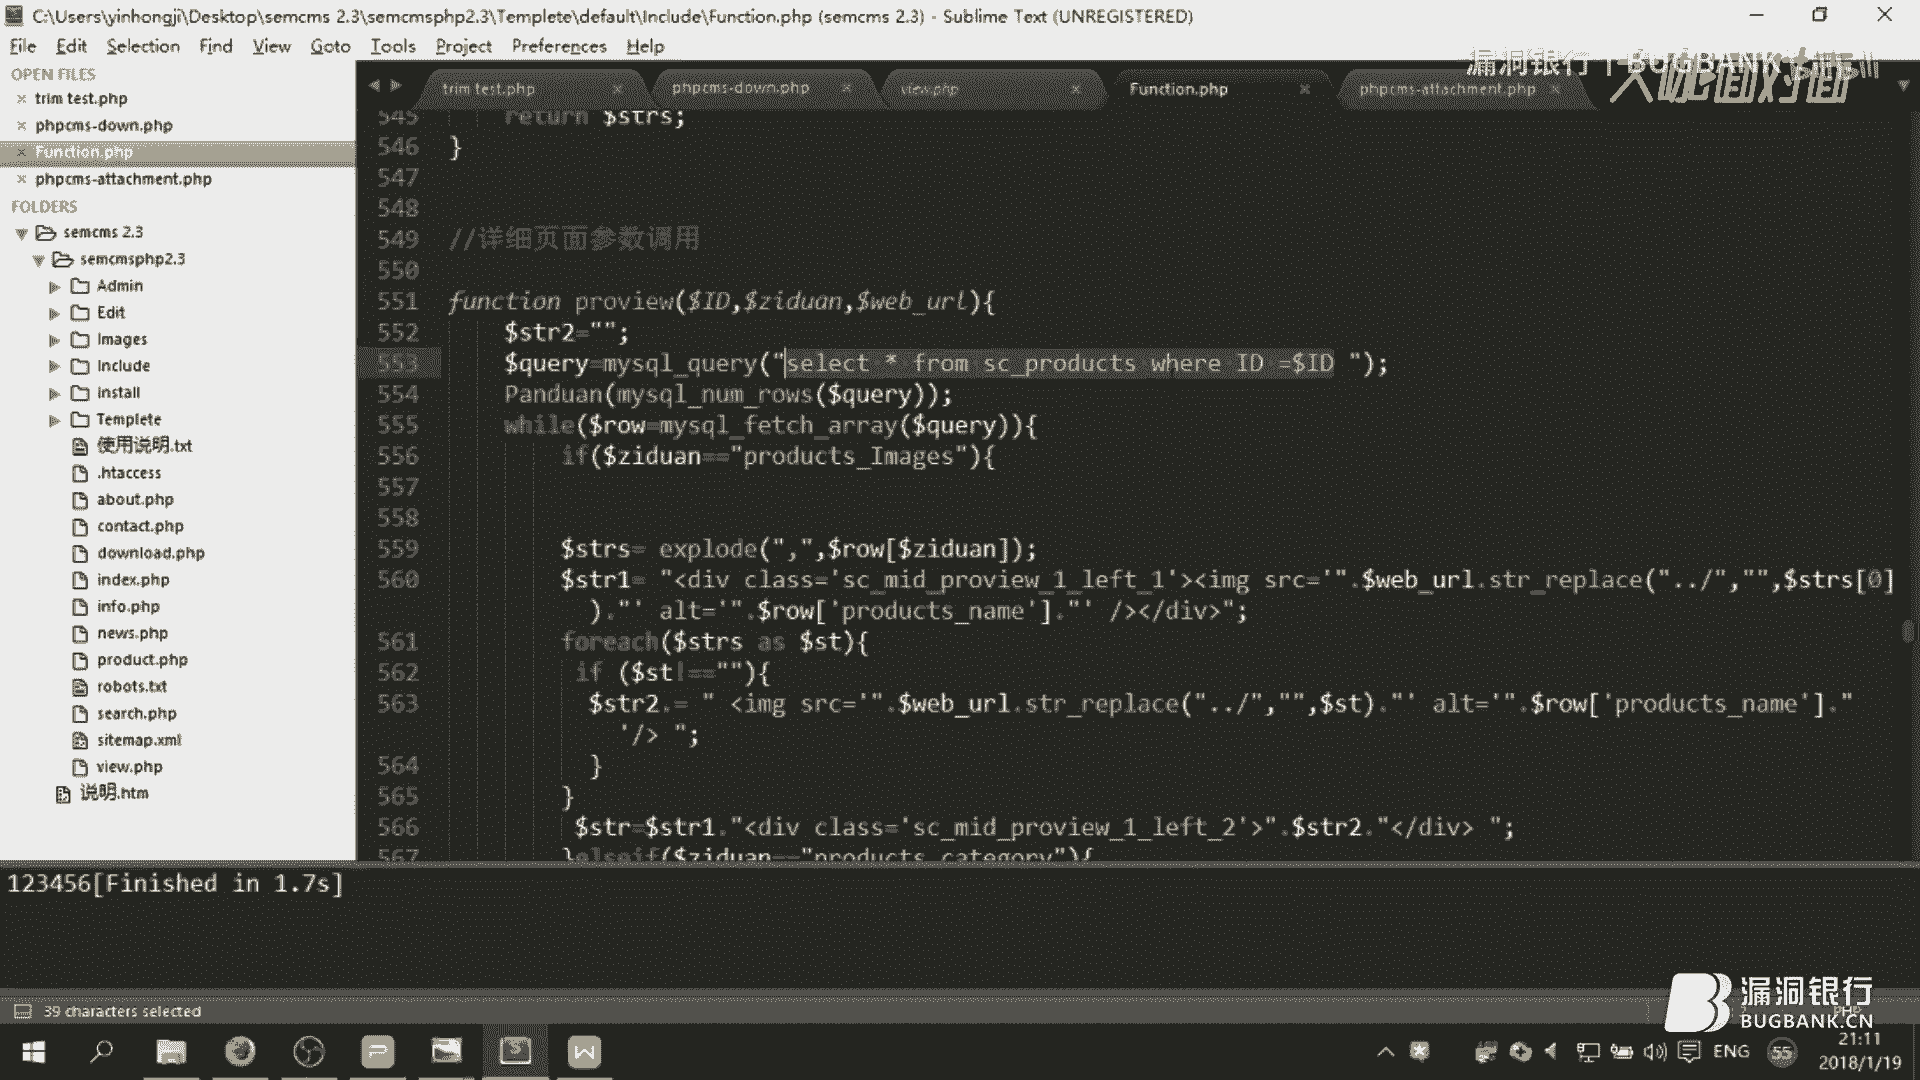 C:\Users\yinhongji\Desktop\semcms 2.3\semcmsphp2.3\Templete\default\Include\Function.php (semcms 2.3) - Sublime Text (UNREGISTERED)
File Edit Selection Find View Goto Tools Project Preferences Help
漏洞银行 | BUGBANK
大咖面对面
OPEN FILES
trim test.php
phpcms-down.php
Function.php
phpcms-attachment.php
FOLDERS
semcms 2.3
semcmsphp2.3
Admin
Edit
Images
Include
Install
Templete
使用说明.txt
.htaccess
about.php
contact.php
download.php
index.php
info.php
news.php
product.php
robots.txt
search.php
sitemap.xml
view.php
说明.htm
trim test.php phpcms-down.php view.php Function.php phpcms-attachment.php
545 return $strs;
546 }
547
548
549 //详细页面参数调用
550
551 function proview($ID,$ziduan,$web_url){
552 $str2="";
553 $query=mysql_query("select * from sc_products where ID =$ID ");
554 Panduan(mysql_num_rows($query));
555 while($row=mysql_fetch_array($query)){
556 if($ziduan=="products_Images"){
557
558
559 $strs= explode(",",$row[$ziduan]);
560 $str1= "<div class='sc_mid_proview_1_left_1'><img src='".$web_url.str_replace("../","",$strs[0]
)."' alt='".$row['products_name']."' /></div>";
561 foreach($strs as $st){
562 if ($st!==""){
563 $str2.= " <img src='".$web_url.str_replace("../","",$st)."' alt='".$row['products_name']."
'/> ";
564 }
565 }
566 $str=$str1."<div class='sc_mid_proview_1_left_2'>".$str2."</div> ";
567 }elseif($ziduan=="products_category"){
123456[Finished in 1.7s]
39 characters selected
漏洞银行
BUGBANK.CN
PHP
ENG
55
21:11
2018/1/19